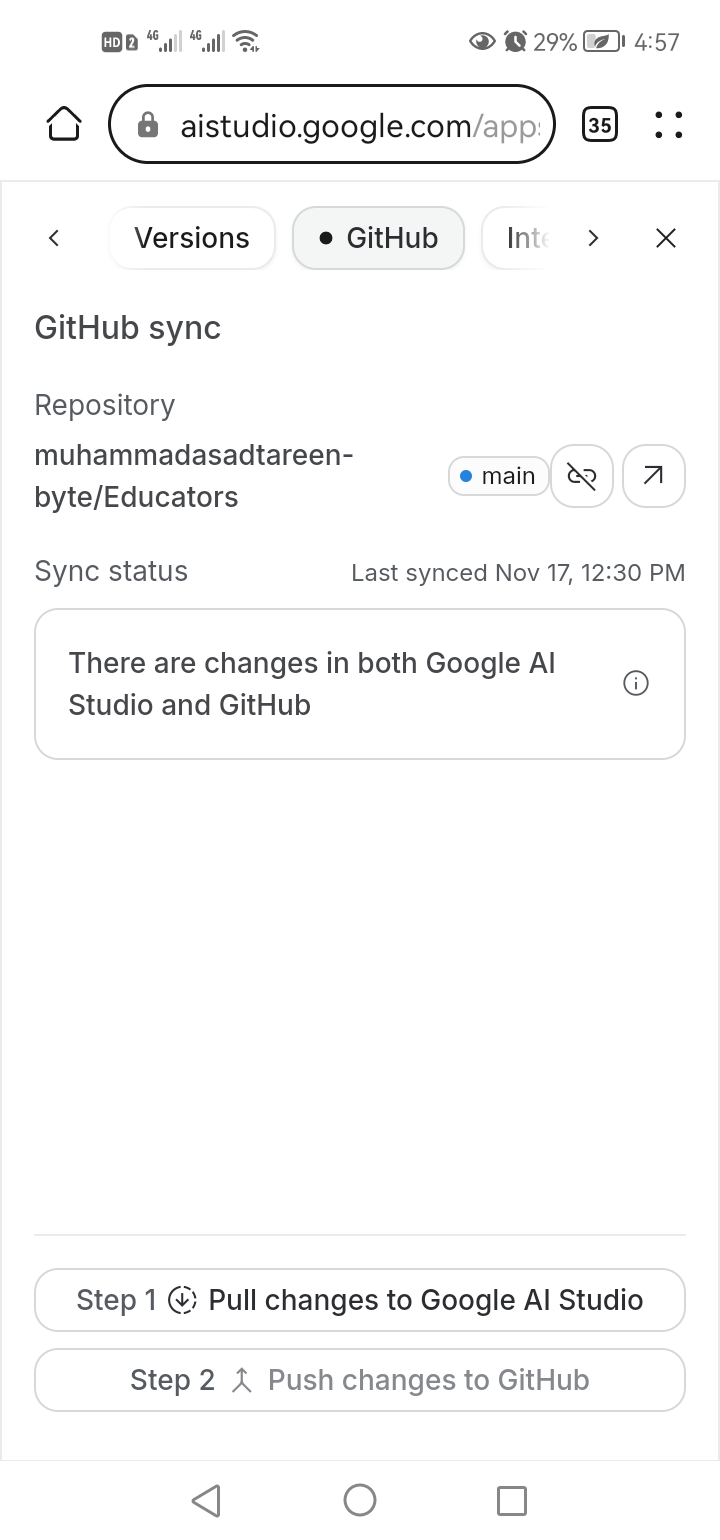 HD 2 4G 4G 29% 4:57
aistudio.google.com/app
35
Versions GitHub Inte
GitHub sync
Repository
muhammadasadtareen-
byte/Educators
main
Sync status Last synced Nov 17, 12:30 PM
There are changes in both Google AI
Studio and GitHub
Step 1 Pull changes to Google AI Studio
Step 2 Push changes to GitHub